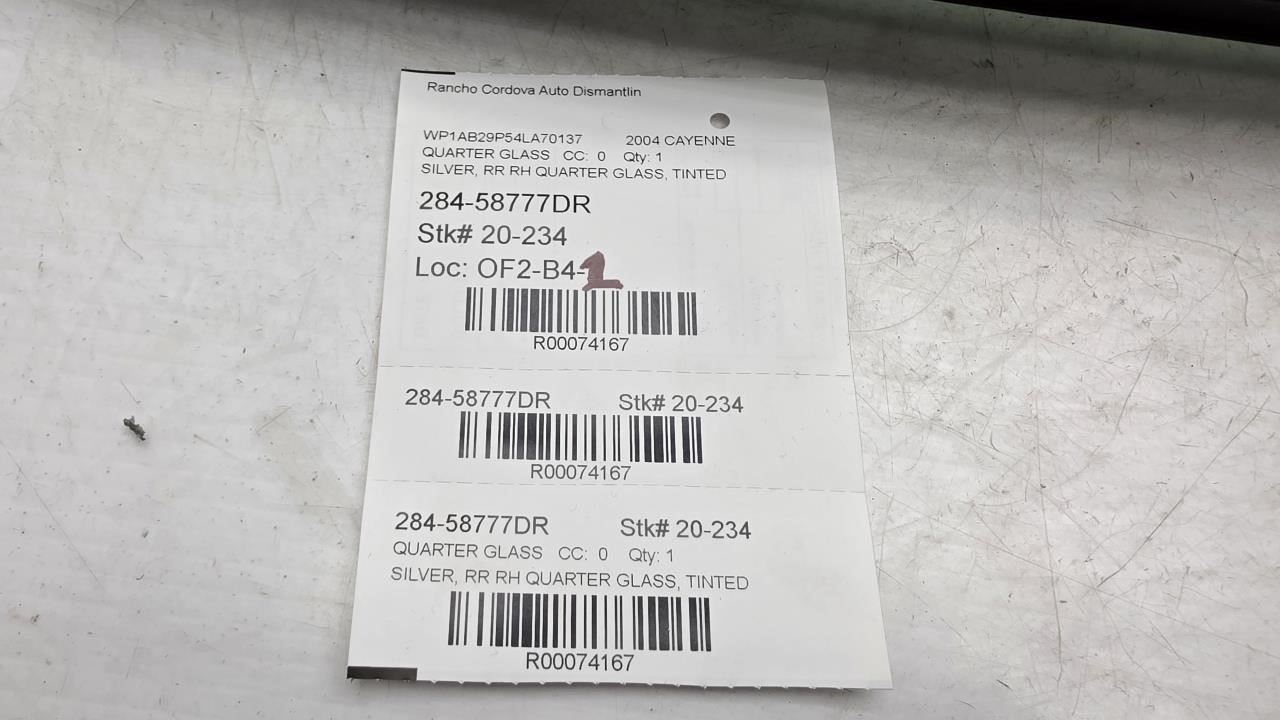 Rancho Cordova Auto Dismantlin
WP1AB29P54LA70137 2004 CAYENNE
QUARTER GLASS CC: 0 Qty: 1
SILVER, RR RH QUARTER GLASS, TINTED
284-58777DR
Stk# 20-234
Loc: OF2-B4-1
R00074167
284-58777DR Stk# 20-234
R00074167
284-58777DR Stk# 20-234
QUARTER GLASS CC: 0 Qty: 1
SILVER, RR RH QUARTER GLASS, TINTED
R00074167